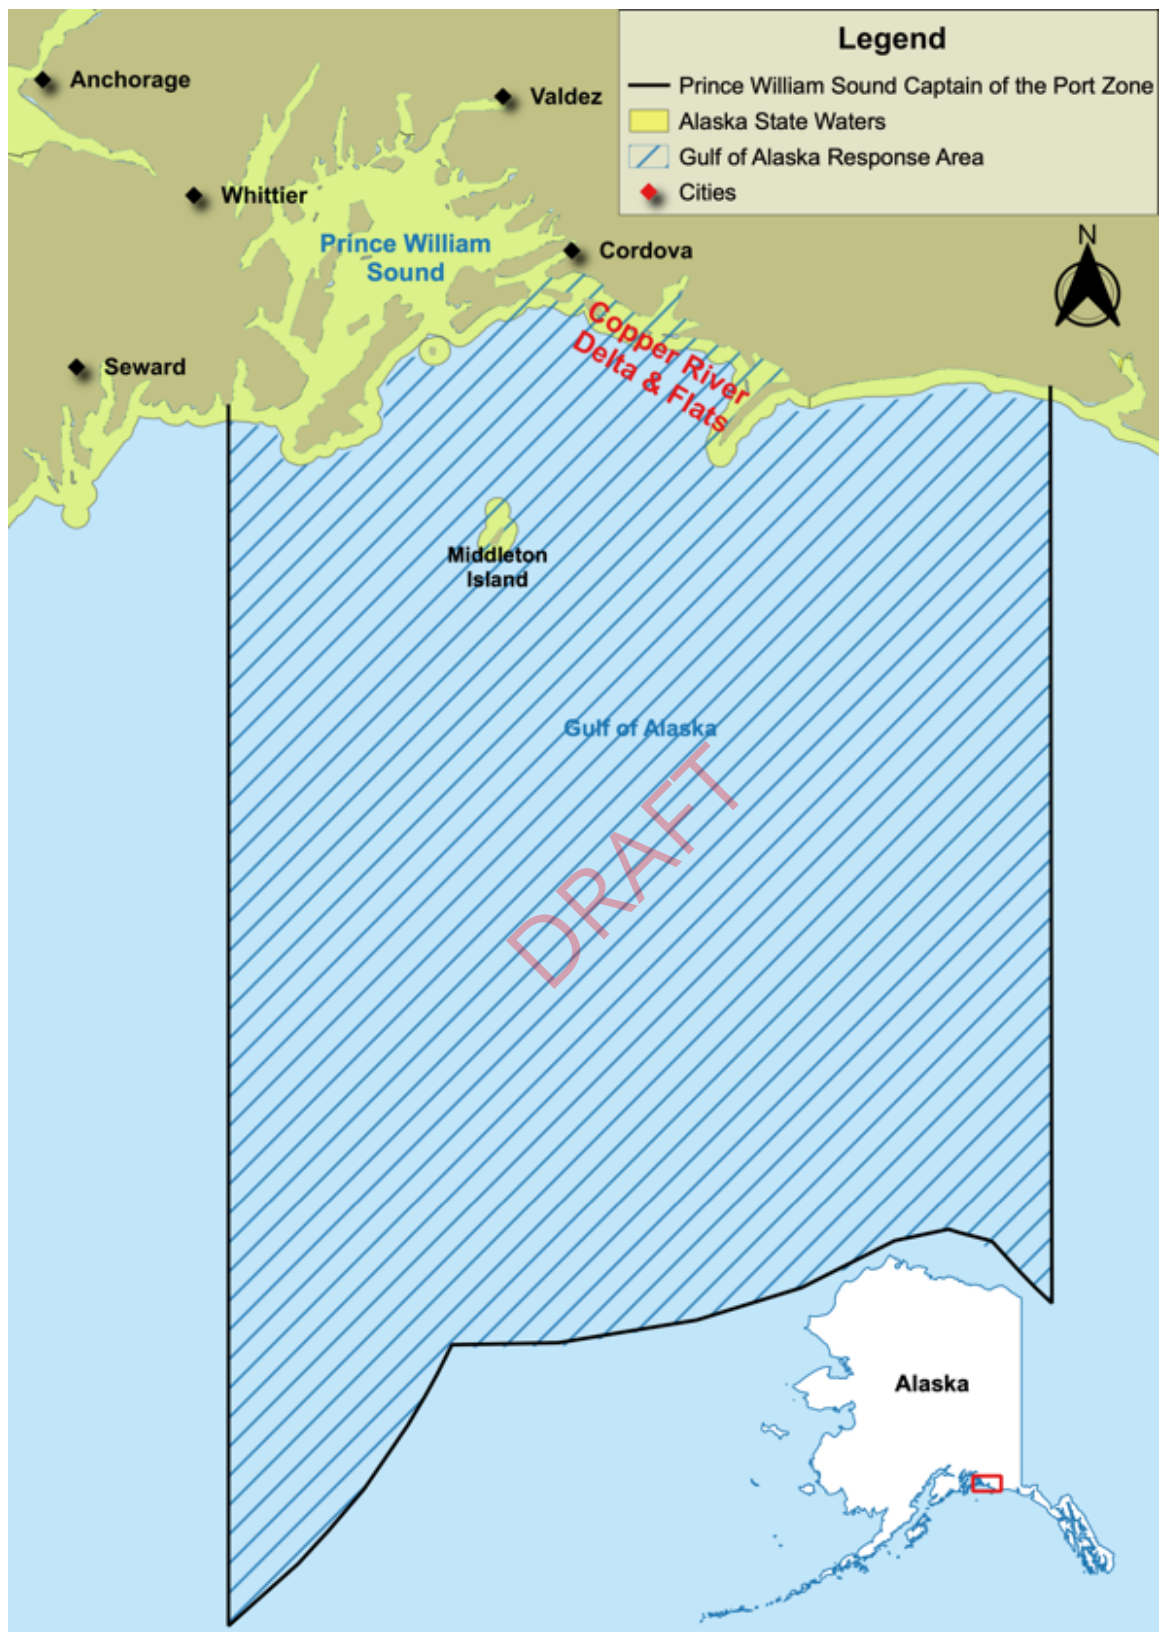 Legend
Prince William Sound Captain of the Port Zone
Alaska State Waters
Gulf of Alaska Response Area
Cities
N
Anchorage
Valdez
Whittier
Prince William
Sound
Cordova
Copper River
Delta & Flats
Seward
Middleton
Island
Gulf of Alaska
DRAFT
Alaska